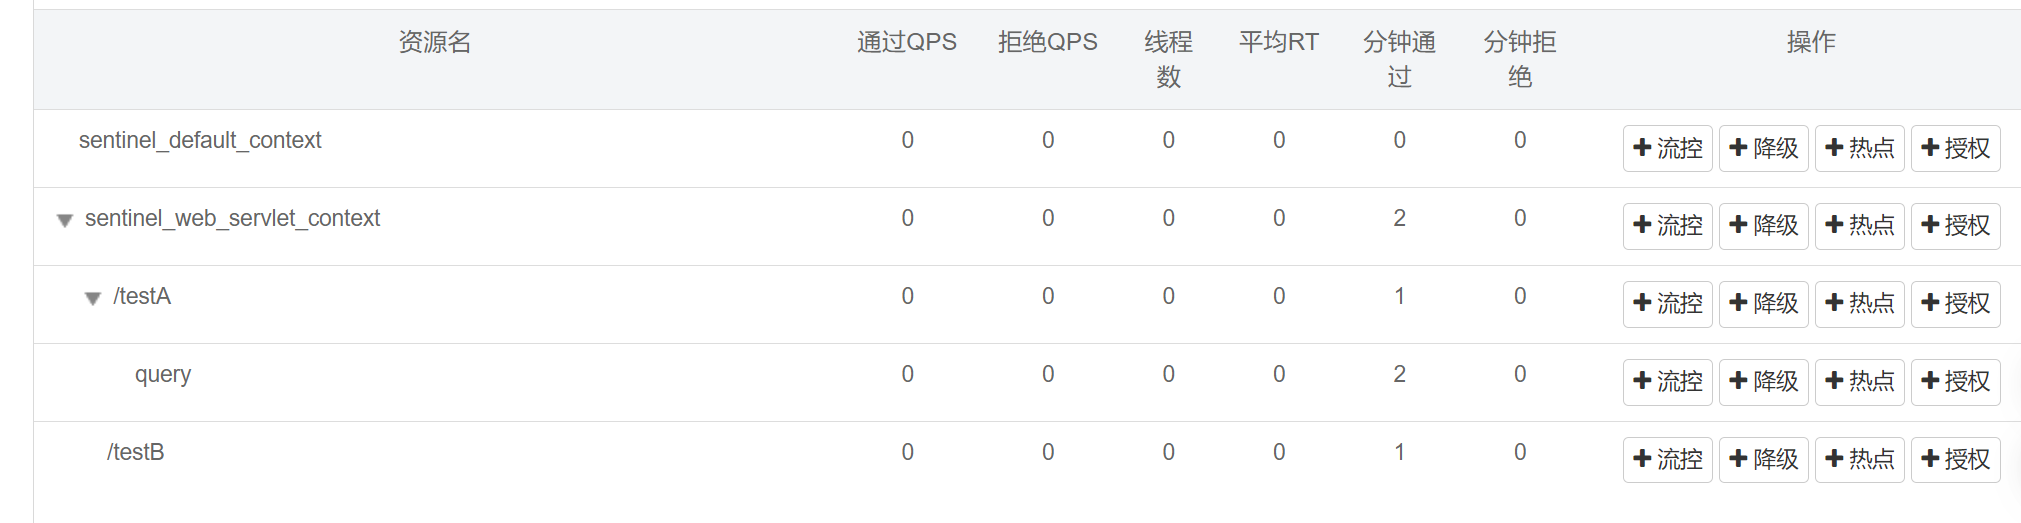 资源名 通过QPS 拒绝QPS 线程数 平均RT 分钟通过 分钟拒绝 操作
sentinel_default_context 0 0 0 0 0 0 流控 降级 热点 授权
sentinel_web_servlet_context 0 0 0 0 2 0 流控 降级 热点 授权
/testA 0 0 0 0 1 0 流控 降级 热点 授权
query 0 0 0 0 2 0 流控 降级 热点 授权
/testB 0 0 0 0 1 0 流控 降级 热点 授权